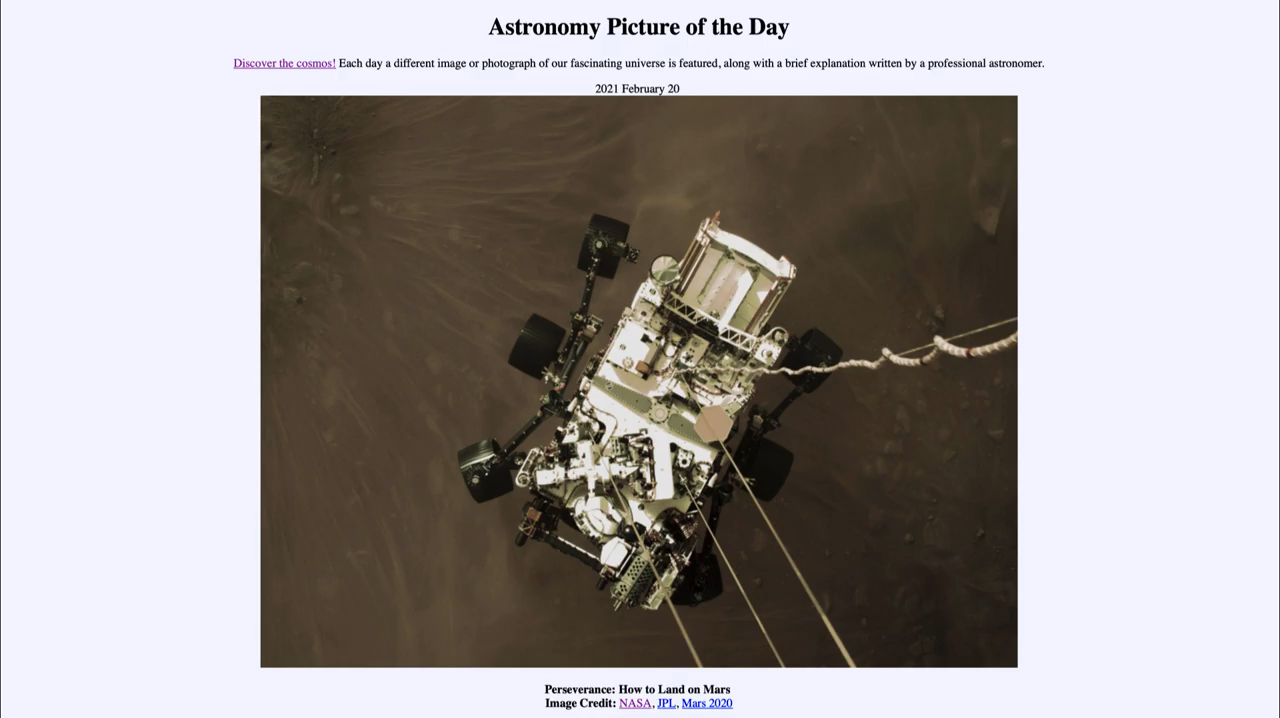 Astronomy Picture of the Day
Discover the cosmos! Each day a different image or photograph of our fascinating universe is featured, along with a brief explanation written by a professional astronomer.
2021 February 20
Perseverance: How to Land on Mars
Image Credit: NASA, JPL, Mars 2020